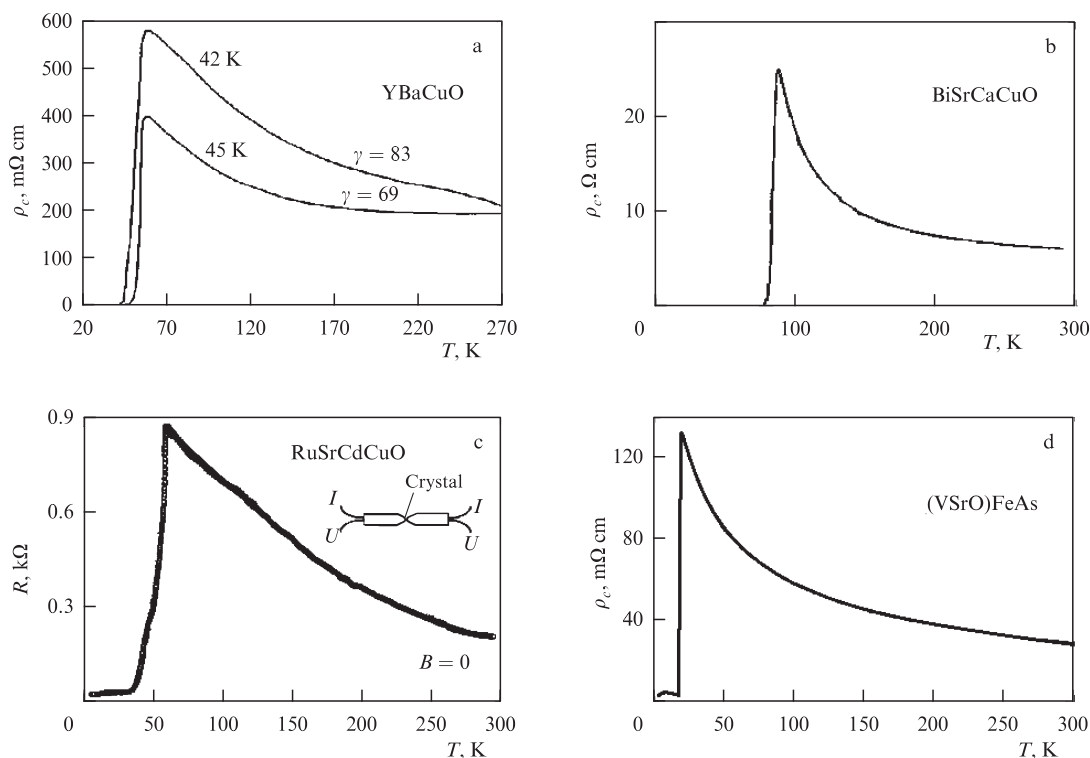 600
500
400
300
200
100
0
20
70
120
170
220
270
T, K
ρc, mΩ cm
a
42 K
YBaCuO
45 K
γ = 83
γ = 69
b
BiSrCaCuO
20
10
0
100
200
300
T, K
ρc, Ω cm
0.9
0.6
0.3
0
50
100
150
200
250
300
T, K
R, kΩ
c
RuSrCdCuO
Crystal
I
I
U
U
B = 0
d
(VSrO)FeAs
120
80
40
0
50
100
150
200
250
300
T, K
ρc, mΩ cm